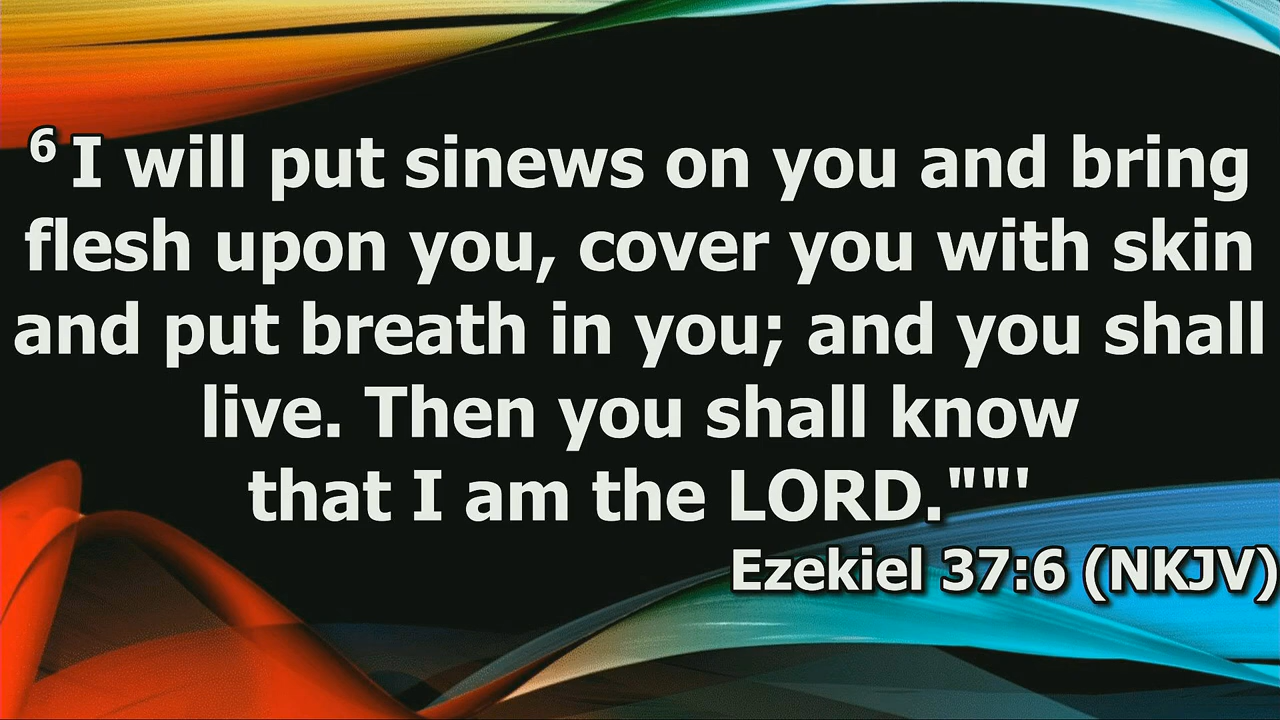 6 I will put sinews on you and bring
flesh upon you, cover you with skin
and put breath in you; and you shall
live. Then you shall know
that I am the LORD.""'
Ezekiel 37:6 (NKJV)